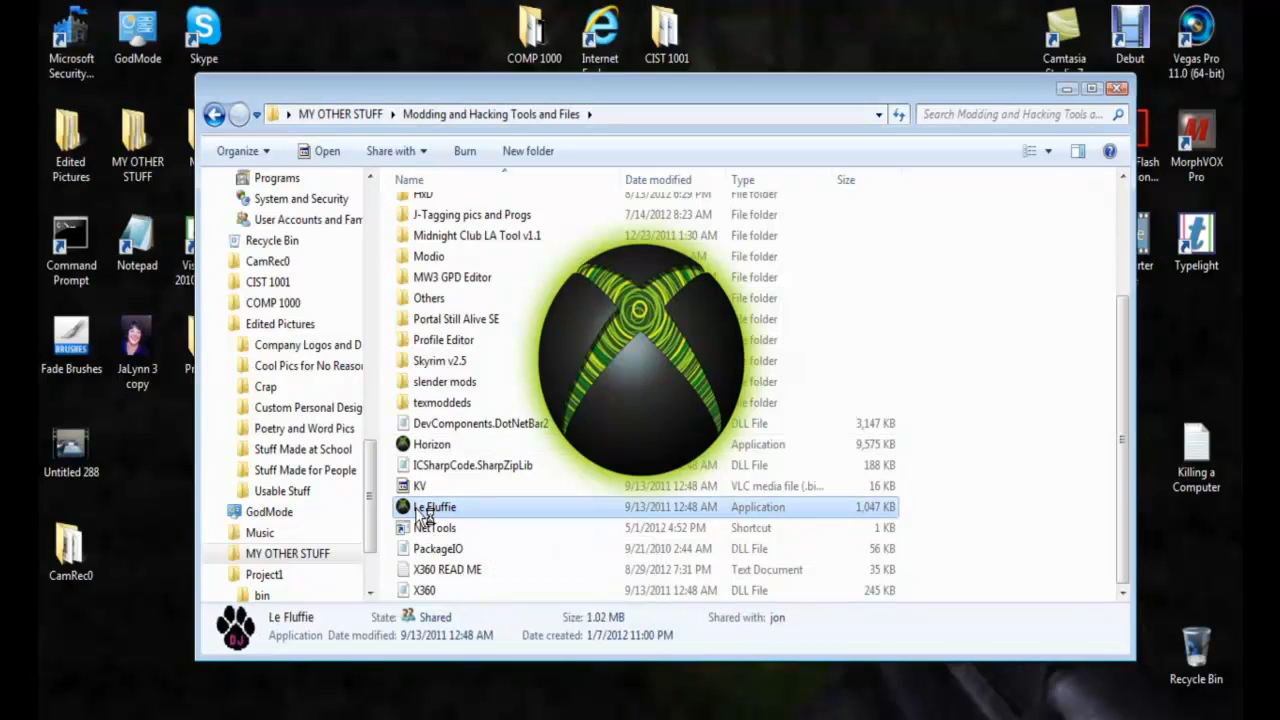 Microsoft
Security...
GodMode
Skype
COMP 1000
Internet
CIST 1001
Camtasia
Debut
Vegas Pro
11.0 (64-bit)
MY OTHER STUFF
Modding and Hacking Tools and Files
Search Modding and Hacking Tools a...
Organize
Open
Share with
Burn
New folder
Edited
Pictures
MY OTHER
STUFF
Flash
on...
MorphVOX
Pro
Name
Date modified
Type
Size
Programs
System and Security
User Accounts and Fam
Recycle Bin
CamRec0
CIST 1001
COMP 1000
Edited Pictures
Company Logos and D
Cool Pics for No Reaso
Crap
Custom Personal Desig
Poetry and Word Pics
Stuff Made at School
Stuff Made for People
Usable Stuff
GodMode
Music
MY OTHER STUFF
Project1
bin
HxD 8/13/2012 6:29 PM File folder
J-Tagging pics and Progs 7/14/2012 8:23 AM File folder
Midnight Club LA Tool v1.1 12/23/2011 1:30 AM File folder
Modio File folder
MW3 GPD Editor file folder
Others file folder
Portal Still Alive SE file folder
Profile Editor file folder
Skyrim v2.5 file folder
slender mods file folder
texmoddeds File folder
DevComponents.DotNetBar2 DLL File 3,147 KB
Horizon Application 9,575 KB
ICSharpCode.SharpZipLib AM DLL File 188 KB
KV 9/13/2011 12:48 AM VLC media file (.bi... 16 KB
Le Fluffie 9/13/2011 12:48 AM Application 1,047 KB
NetTools 5/1/2012 4:52 PM Shortcut 1 KB
PackageIO 9/21/2010 2:44 AM DLL File 56 KB
X360 READ ME 8/29/2012 7:31 PM Text Document 35 KB
X360 9/13/2011 12:48 AM DLL File 245 KB
Command
Prompt
Notepad
Vis
2010
Typelight
Fade Brushes
JaLynn 3
copy
Untitled 288
Killing a
Computer
CamRec0
Le Fluffie State: Shared Size: 1.02 MB Shared with: jon
Application Date modified: 9/13/2011 12:48 AM Date created: 1/7/2012 11:00 PM
Recycle Bin